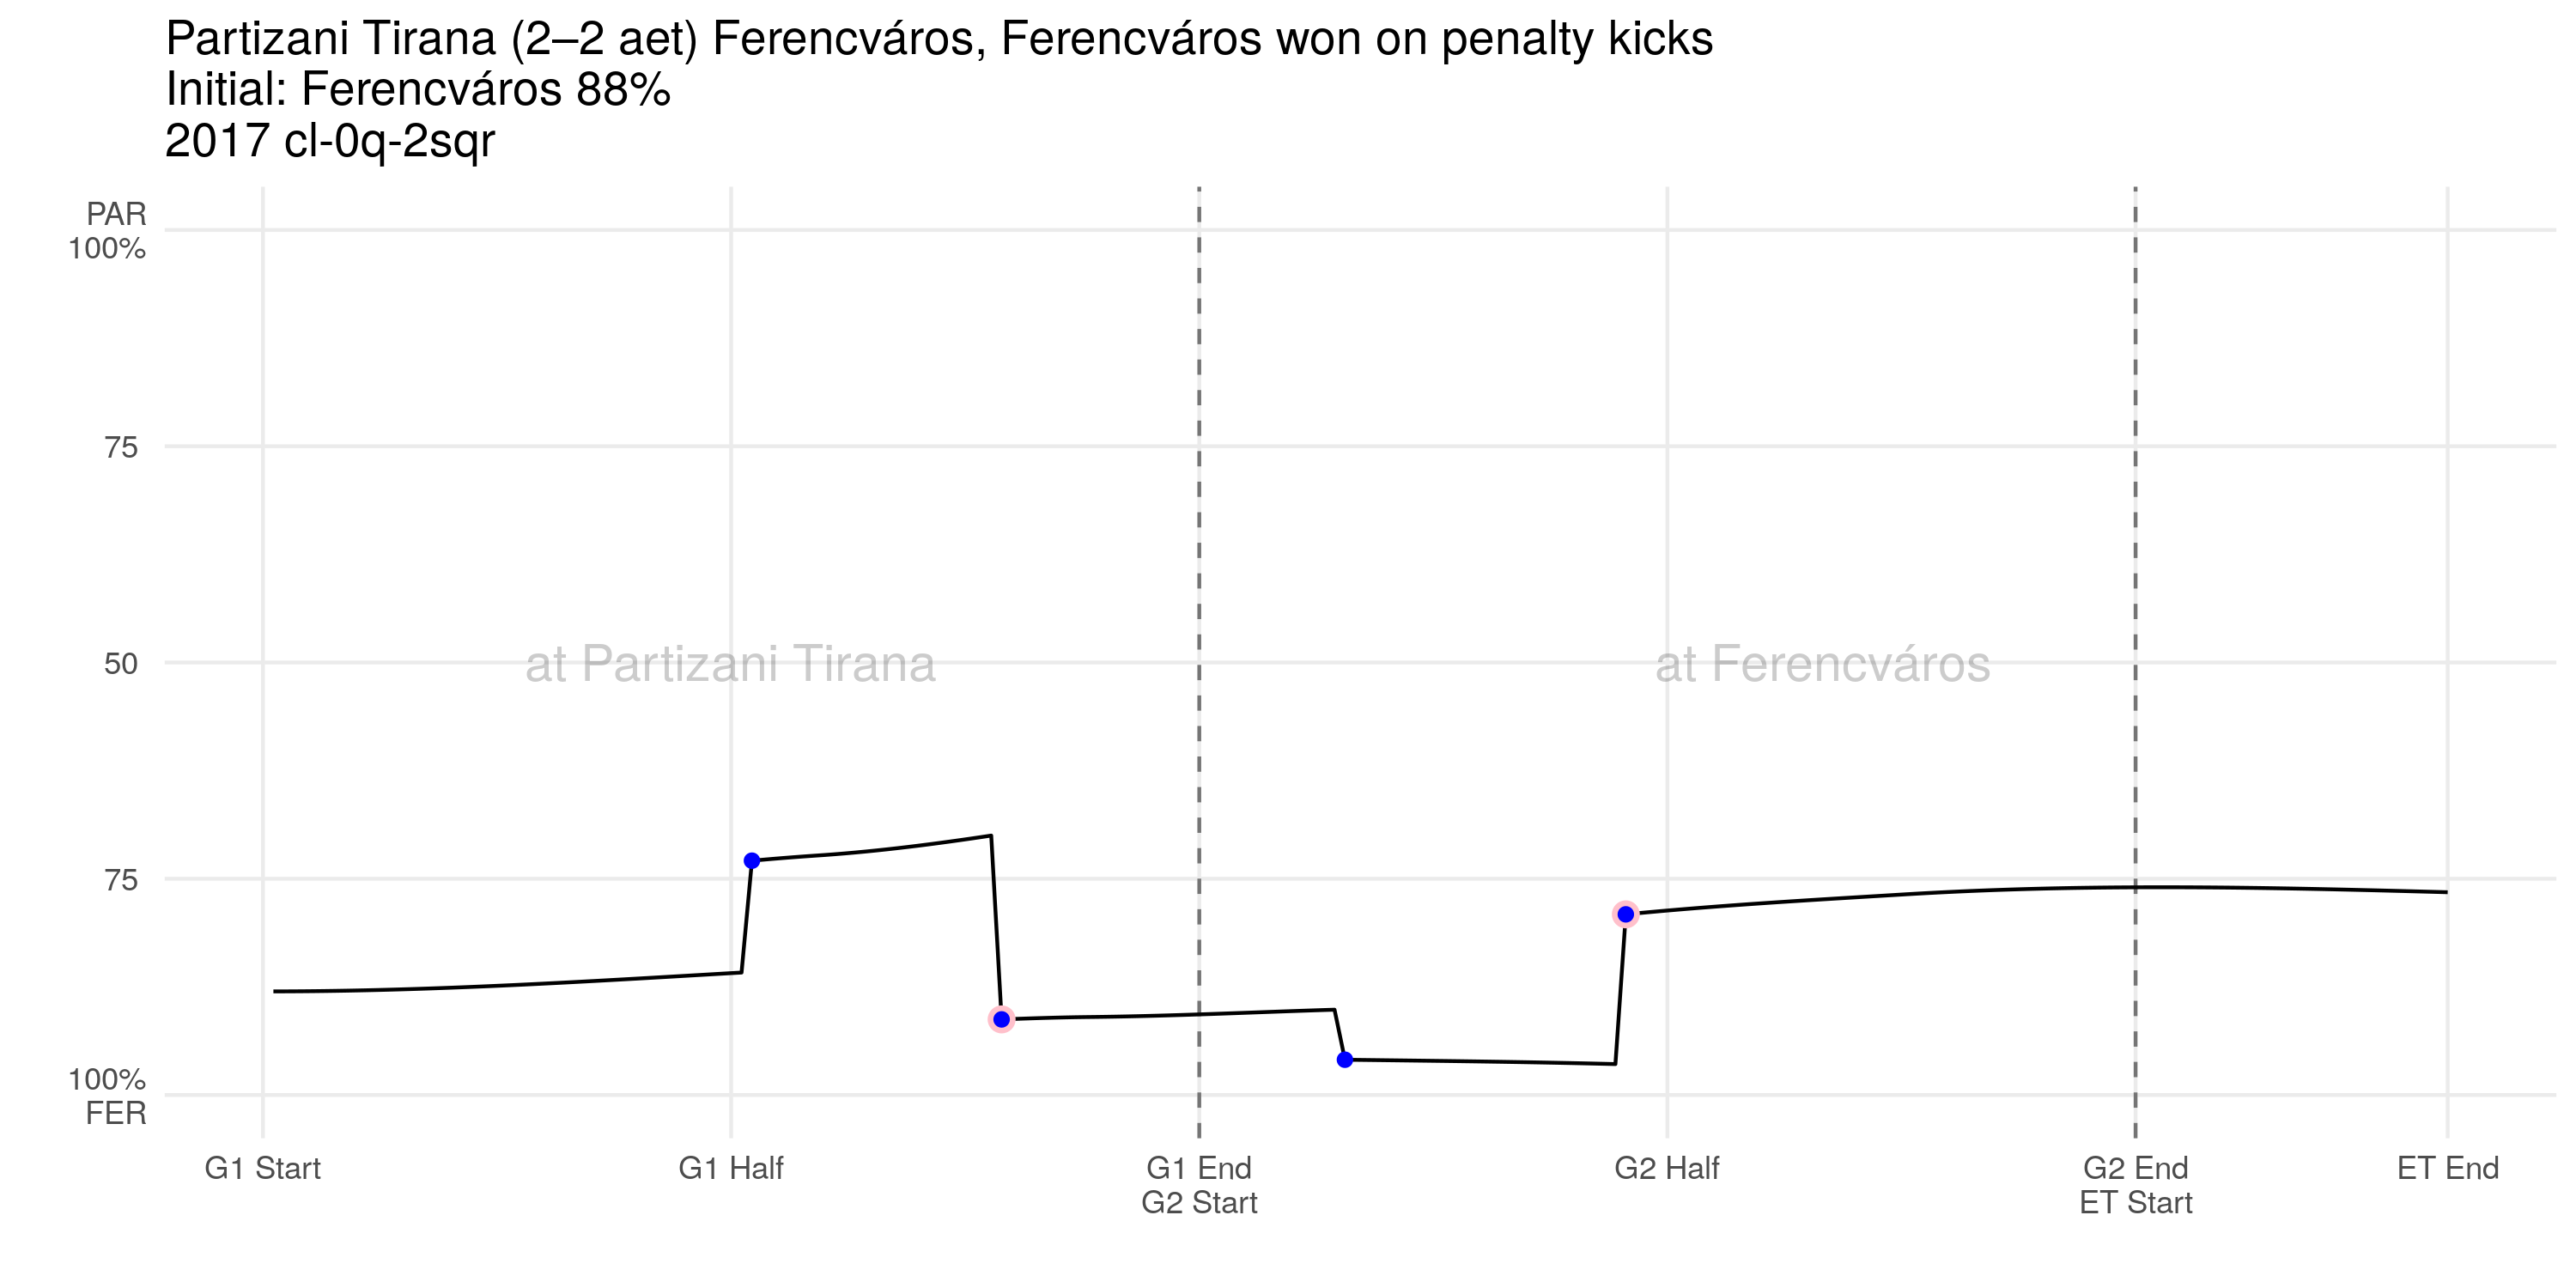 Partizani Tirana (2–2 aet) Ferencváros, Ferencváros won on penalty kicks
Initial: Ferencváros 88%
2017 cl-0q-2sqr
PAR
100%
75
50
75
100%
FER
at Partizani Tirana
at Ferencváros
G1 Start
G1 Half
G1 End
G2 Start
G2 Half
G2 End
ET Start
ET End